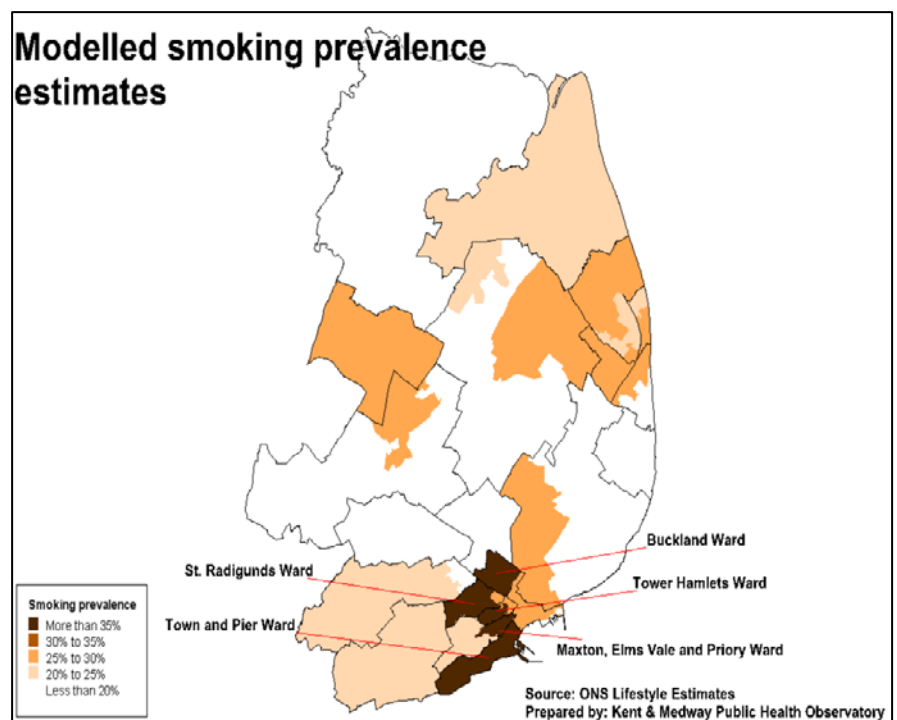 Modelled smoking prevalence
estimates
Buckland Ward
St. Radigunds Ward
Tower Hamlets Ward
Town and Pier Ward
Maxton, Elms Vale and Priory Ward
Smoking prevalence
More than 35%
30% to 35%
25% to 30%
20% to 25%
Less than 20%
Source: ONS Lifestyle Estimates
Prepared by: Kent & Medway Public Health Observatory